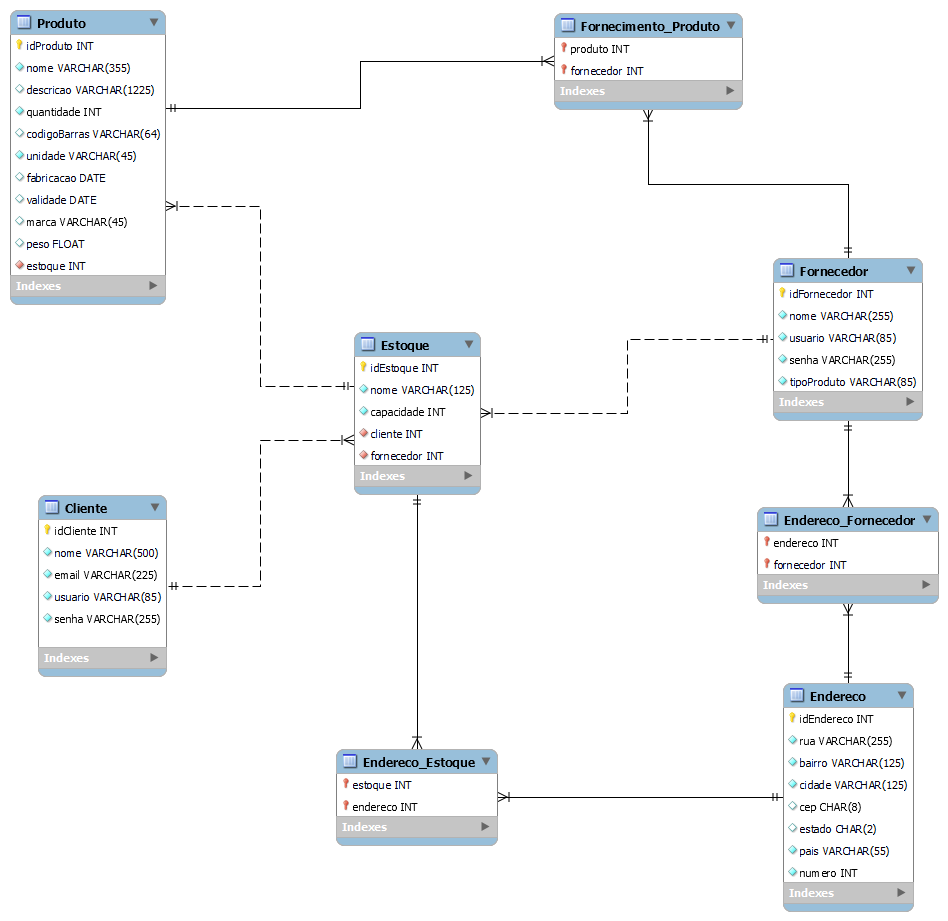 Produto
idProduto INT
nome VARCHAR(355)
descricao VARCHAR(1225)
quantidade INT
codigoBarras VARCHAR(64)
unidade VARCHAR(45)
fabricacao DATE
validade DATE
marca VARCHAR(45)
peso FLOAT
estoque INT
Indexes
Fornecimento_Produto
produto INT
fornecedor INT
Indexes
Fornecedor
idFornecedor INT
nome VARCHAR(255)
usuario VARCHAR(85)
senha VARCHAR(255)
tipoProduto VARCHAR(85)
Indexes
Estoque
idEstoque INT
nome VARCHAR(125)
capacidade INT
cliente INT
fornecedor INT
Indexes
Cliente
idCliente INT
nome VARCHAR(500)
email VARCHAR(225)
usuario VARCHAR(85)
senha VARCHAR(255)
Indexes
Endereco_Fornecedor
endereco INT
fornecedor INT
Indexes
Endereco_Estoque
estoque INT
endereco INT
Indexes
Endereco
idEndereco INT
rua VARCHAR(255)
bairro VARCHAR(125)
cidade VARCHAR(125)
cep CHAR(8)
estado CHAR(2)
pais VARCHAR(55)
numero INT
Indexes